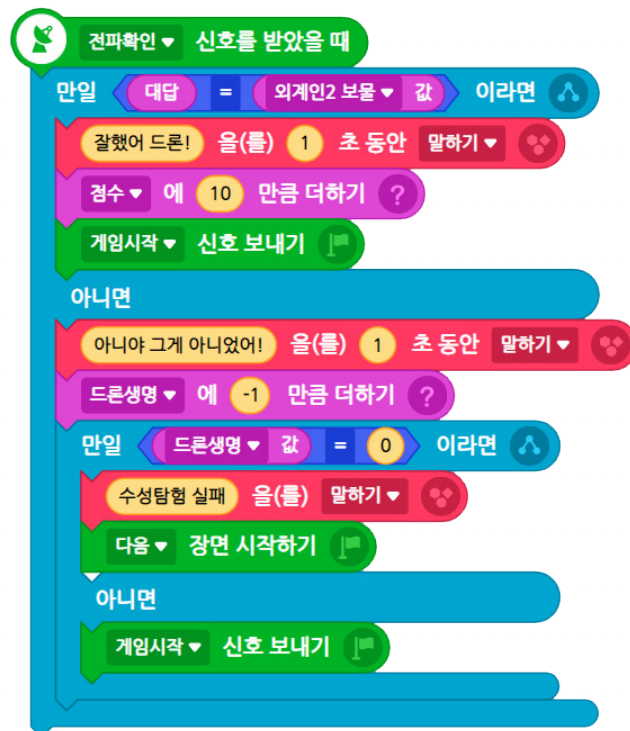 전파확인 신호를 받았을 때
만일 대답 = 외계인2 보물 값 이라면
잘했어 드론! 을(를) 1 초 동안 말하기
점수 에 10 만큼 더하기 ?
게임시작 신호 보내기
아니면
아니야 그게 아니었어! 을(를) 1 초 동안 말하기
드론생명 에 -1 만큼 더하기 ?
만일 드론생명 값 = 0 이라면
수성탐험 실패 을(를) 말하기
다음 장면 시작하기
아니면
게임시작 신호 보내기